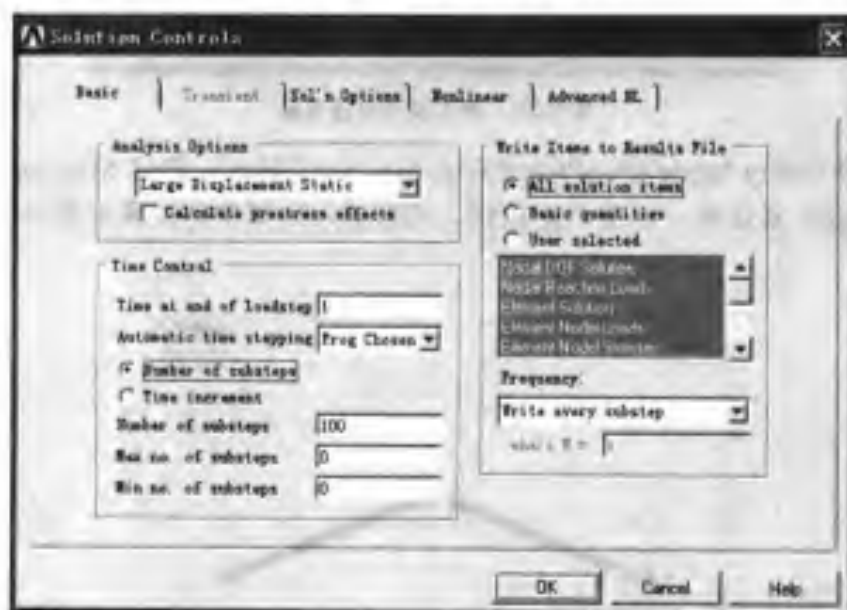 Solution Controls
Basic
Transient
Sol'n Options
Nonlinear
Advanced NL
Analysis Options
Large Displacement Static
Calculate prestress effects
Time Control
Time at end of loadstep 1
Automatic time stepping Prog Chosen
Number of substeps
Time increment
Number of substeps 100
Max no. of substeps 0
Min no. of substeps 0
Write Items to Results File
All solution items
Basic quantities
User selected
Nodal DOF Solution
Nodal Reaction Loads
Element Solution
Element Nodal Loads
Element Nodal Stresses
Frequency:
Write every substep
where N =
OK
Cancel
Help